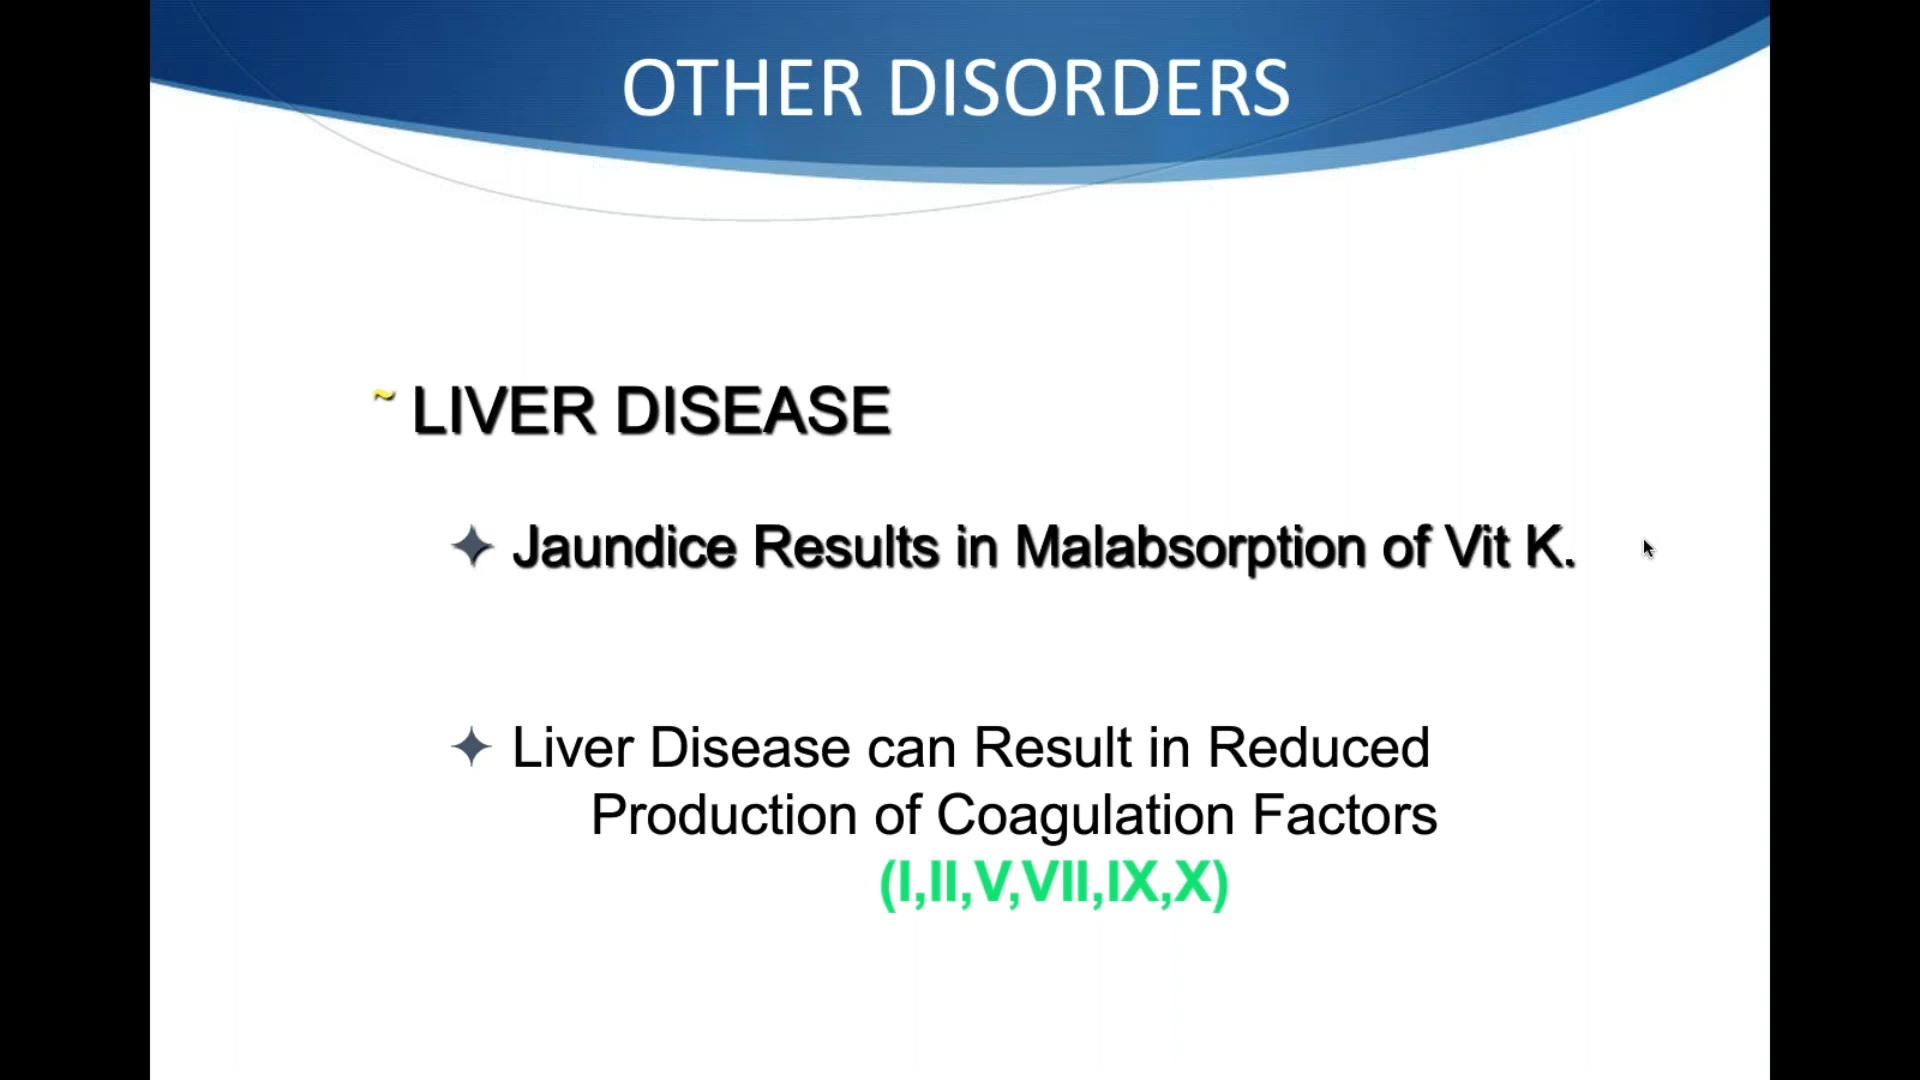 OTHER DISORDERS
~ LIVER DISEASE
✦ Jaundice Results in Malabsorption of Vit K.
✦ Liver Disease can Result in Reduced
Production of Coagulation Factors
(I,II,V,VII,IX,X)